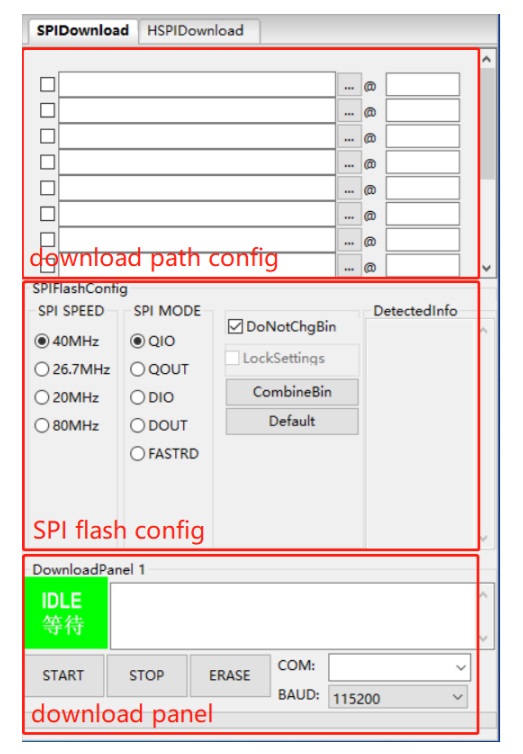 SPIDownload HSPIDownload
... @
... @
... @
... @
... @
... @
... @
... @
download path config
SPIFlashConfig
SPI SPEED
40MHz
26.7MHz
20MHz
80MHz
SPI MODE
QIO
QOUT
DIO
DOUT
FASTRD
DoNotChgBin
LockSettings
CombineBin
Default
DetectedInfo
SPI flash config
DownloadPanel 1
IDLE
等待
START STOP ERASE
COM:
BAUD: 115200
download panel